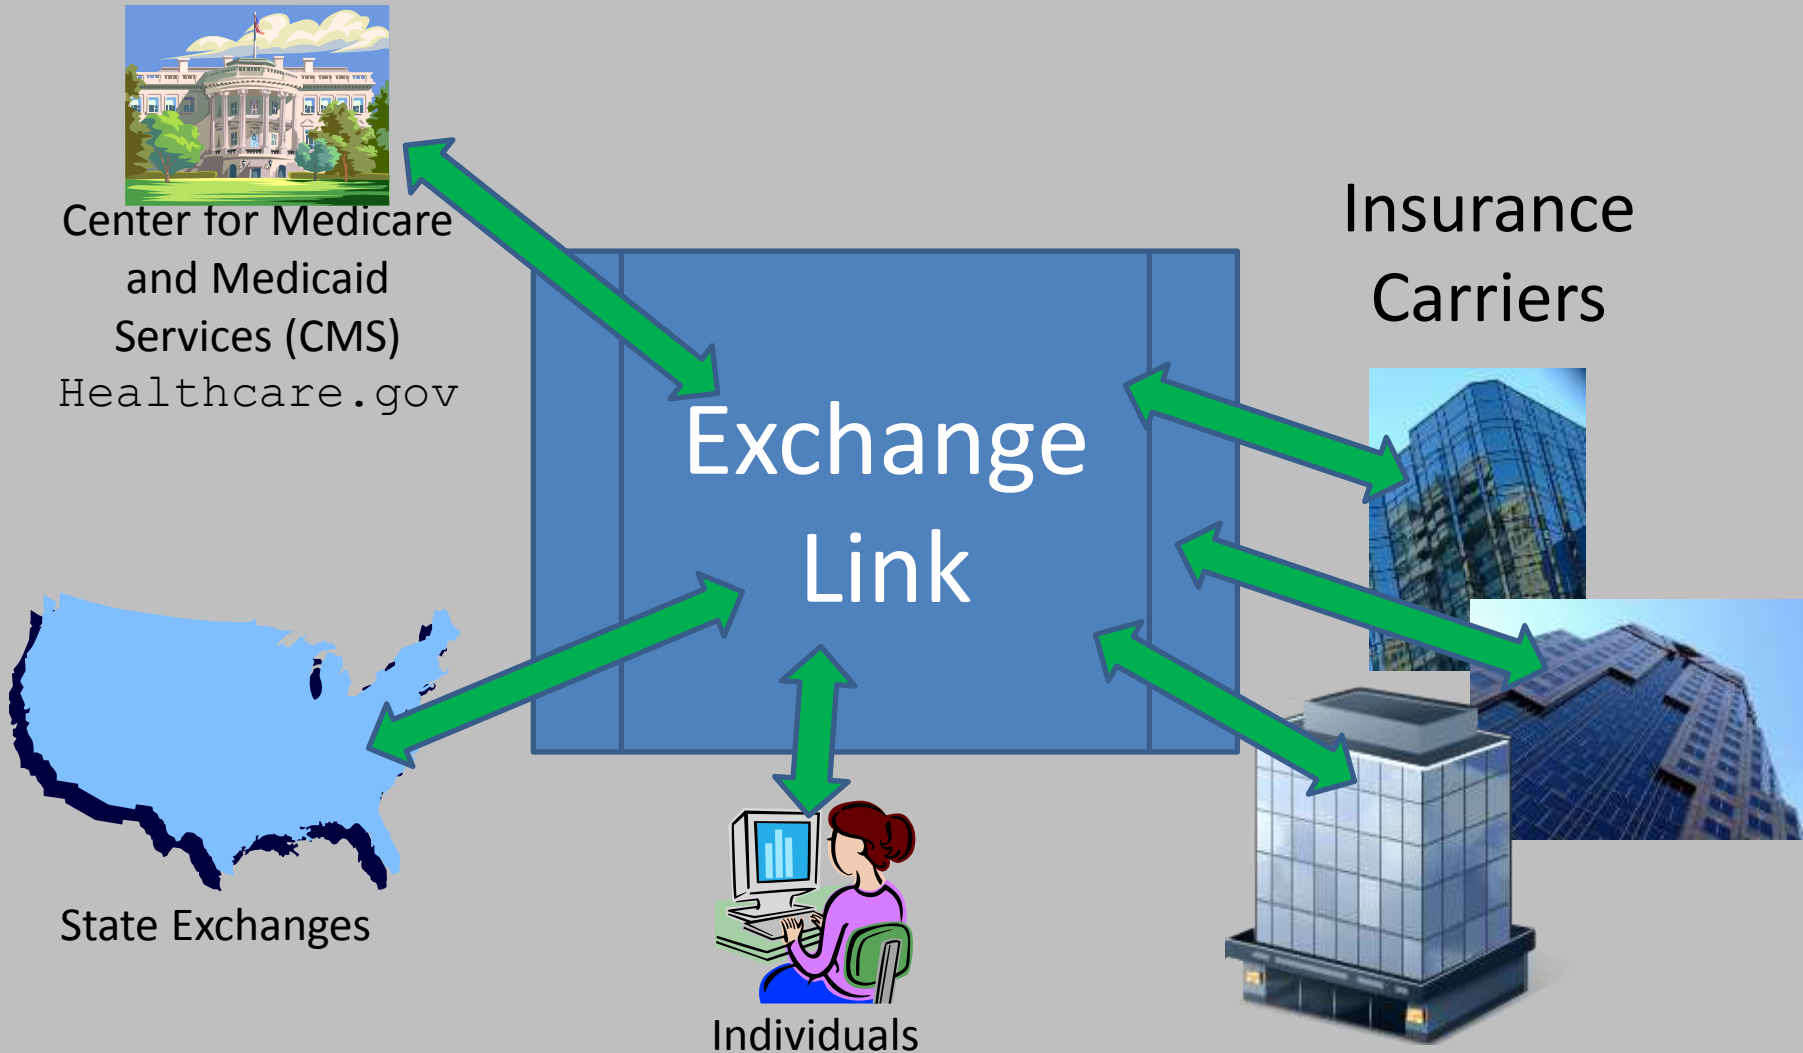 Center for Medicare
and Medicaid
Services (CMS)
Healthcare.gov
Insurance
Carriers
Exchange
Link
State Exchanges
Individuals